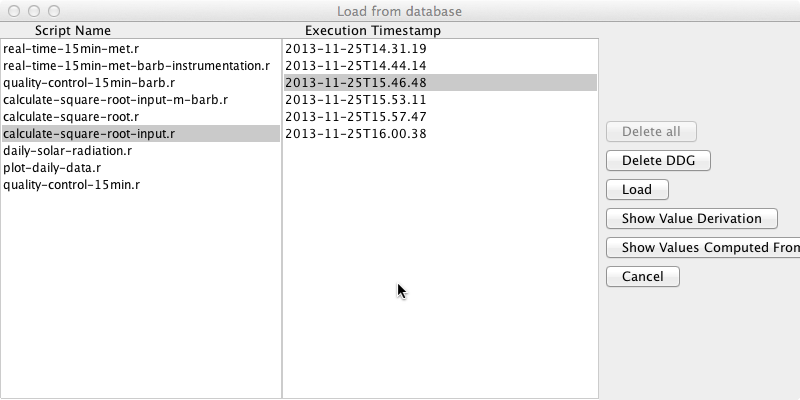 Load from database
Script Name
Execution Timestamp
real-time-15min-met.r
real-time-15min-met-barb-instrumentation.r
quality-control-15min-barb.r
calculate-square-root-input-m-barb.r
calculate-square-root.r
calculate-square-root-input.r
daily-solar-radiation.r
plot-daily-data.r
quality-control-15min.r
2013-11-25T14.31.19
2013-11-25T14.44.14
2013-11-25T15.46.48
2013-11-25T15.53.11
2013-11-25T15.57.47
2013-11-25T16.00.38
Delete all
Delete DDG
Load
Show Value Derivation
Show Values Computed From
Cancel